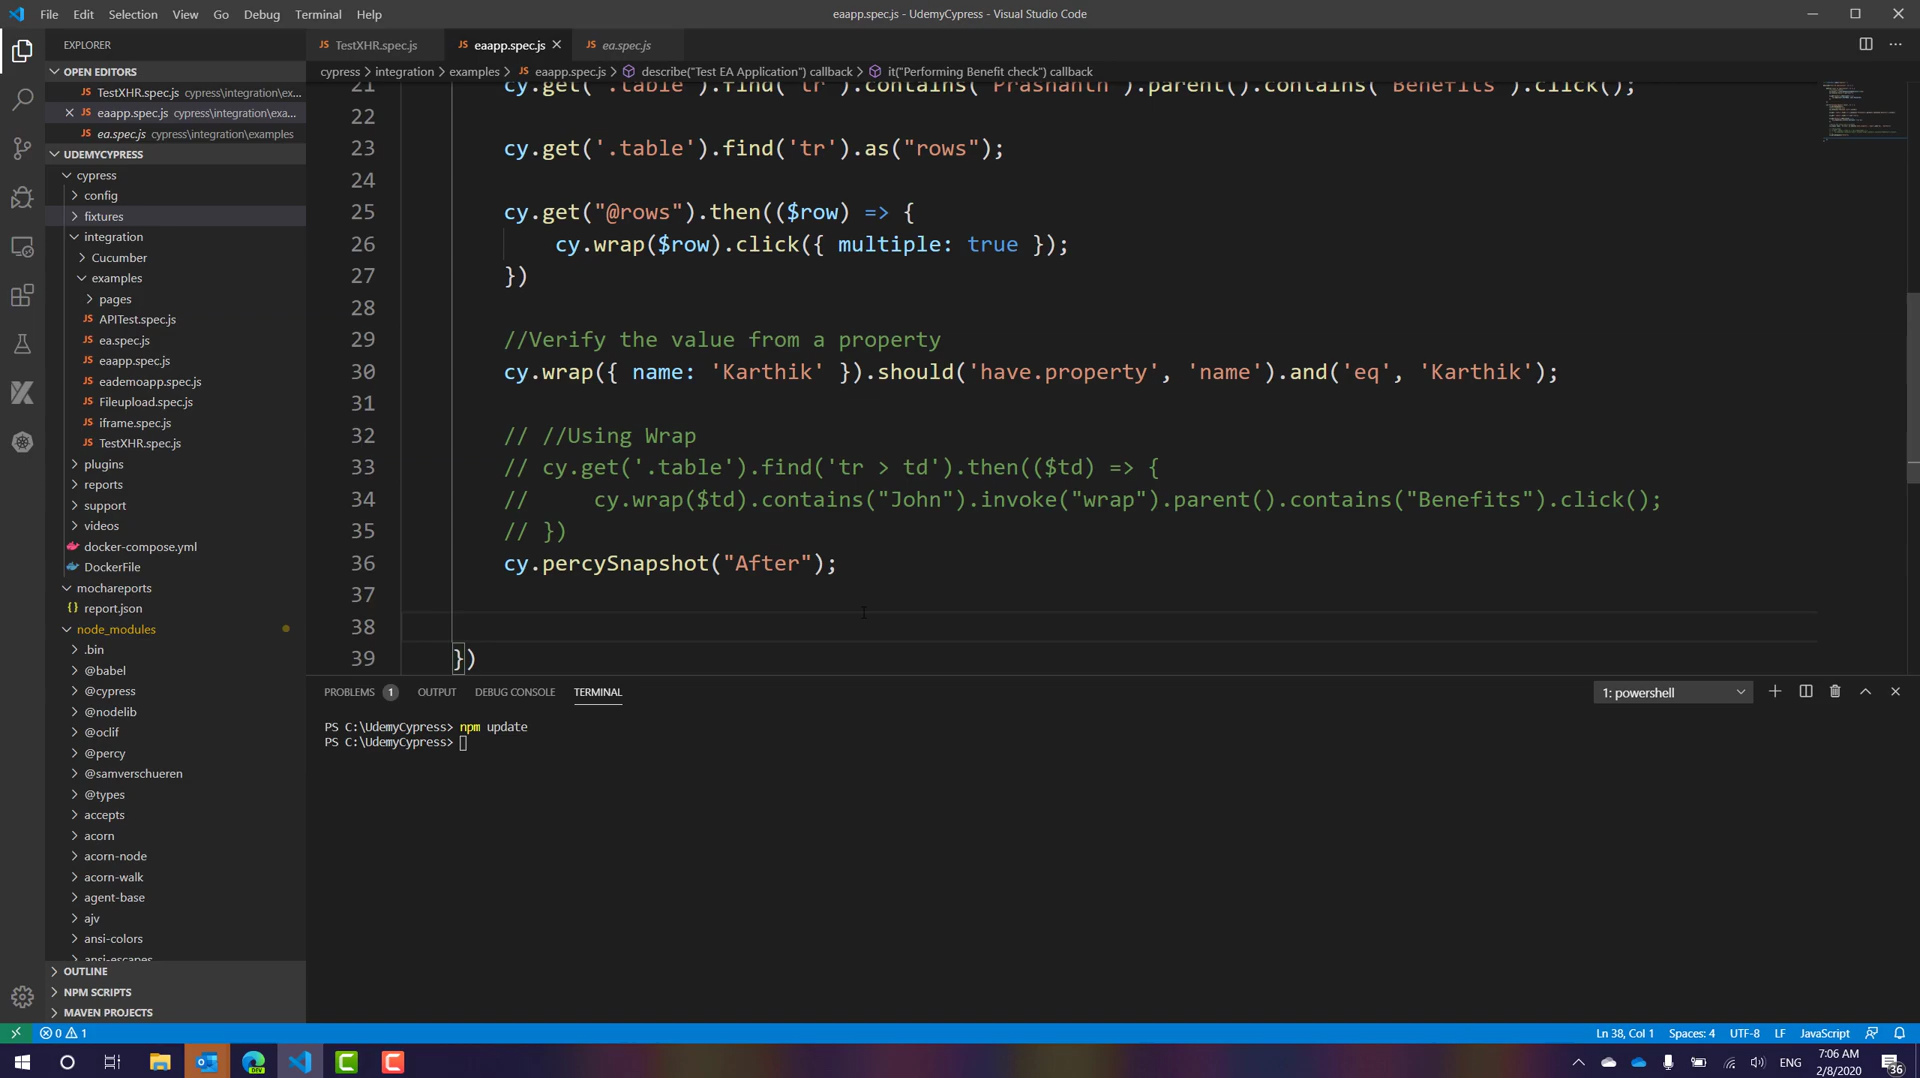 File Edit Selection View Go Debug Terminal Help
eaapp.spec.js - UdemyCypress - Visual Studio Code
EXPLORER
OPEN EDITORS
JS TestXHR.spec.js cypress\integration\ex...
JS eaapp.spec.js cypress\integration\exa...
JS ea.spec.js cypress\integration\examples
UDEMYCYPRESS
cypress
config
fixtures
integration
Cucumber
examples
pages
JS APITest.spec.js
JS ea.spec.js
JS eaapp.spec.js
JS eademoapp.spec.js
JS Fileupload.spec.js
JS iframe.spec.js
JS TestXHR.spec.js
plugins
reports
support
videos
docker-compose.yml
DockerFile
mochareports
{} report.json
node_modules
.bin
@babel
@cypress
@nodelib
@oclif
@percy
@samverschueren
@types
accepts
acorn
acorn-node
acorn-walk
agent-base
ajv
ansi-colors
ansi-escapes
OUTLINE
NPM SCRIPTS
MAVEN PROJECTS
JS TestXHR.spec.js
JS eaapp.spec.js
JS ea.spec.js
cypress > integration > examples > JS eaapp.spec.js > describe("Test EA Application") callback > it("Performing Benefit check") callback
21 cy.get('.table').find('tr').contains('Prashanth').parent().contains('Benefits').click();
22
23 cy.get('.table').find('tr').as("rows");
24
25 cy.get("@rows").then(($row) => {
26 cy.wrap($row).click({ multiple: true });
27 })
28
29 //Verify the value from a property
30 cy.wrap({ name: 'Karthik' }).should('have.property', 'name').and('eq', 'Karthik');
31
32 // //Using Wrap
33 // cy.get('.table').find('tr > td').then(($td) => {
34 // cy.wrap($td).contains("John").invoke("wrap").parent().contains("Benefits").click();
35 // })
36 cy.percySnapshot("After");
37
38
39 })
PROBLEMS 1 OUTPUT DEBUG CONSOLE TERMINAL
1: powershell
PS C:\UdemyCypress> npm update
PS C:\UdemyCypress>
0 1
Ln 38, Col 1 Spaces: 4 UTF-8 LF JavaScript
DEV
ENG
7:06 AM
2/8/2020
36